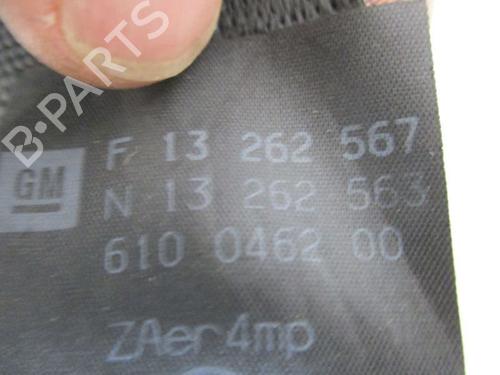 B-PARTS
GM
F 13 262 567
N 13 262 563
610 0462 00
ZAer4mp